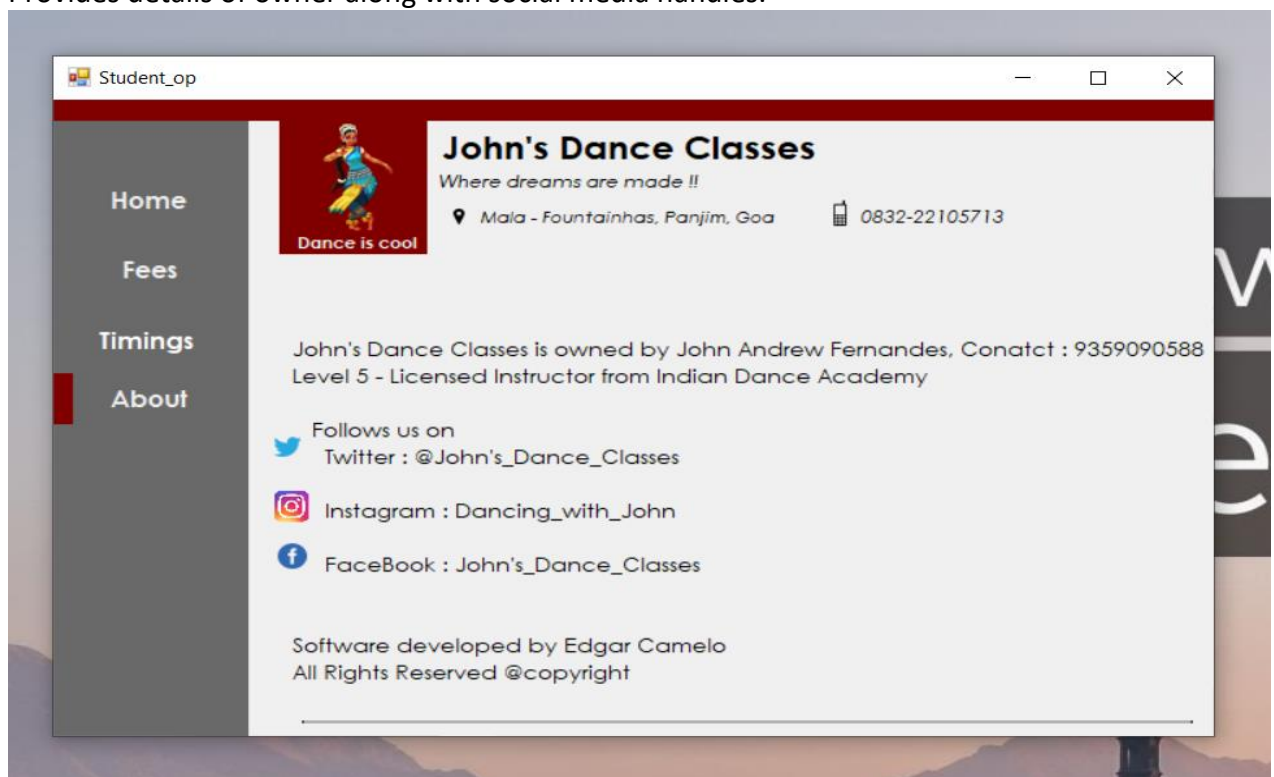 Provides details of owner along with social media handles.
Student_op
John's Dance Classes
Where dreams are made !!
Mala - Fountainhas, Panjim, Goa 0832-22105713
Dance is cool
Home
Fees
Timings
About
John's Dance Classes is owned by John Andrew Fernandes, Conatct : 9359090588
Level 5 - Licensed Instructor from Indian Dance Academy
Follows us on
Twitter : @John's_Dance_Classes
Instagram : Dancing_with_John
FaceBook : John's_Dance_Classes
Software developed by Edgar Camelo
All Rights Reserved @copyright
w
e